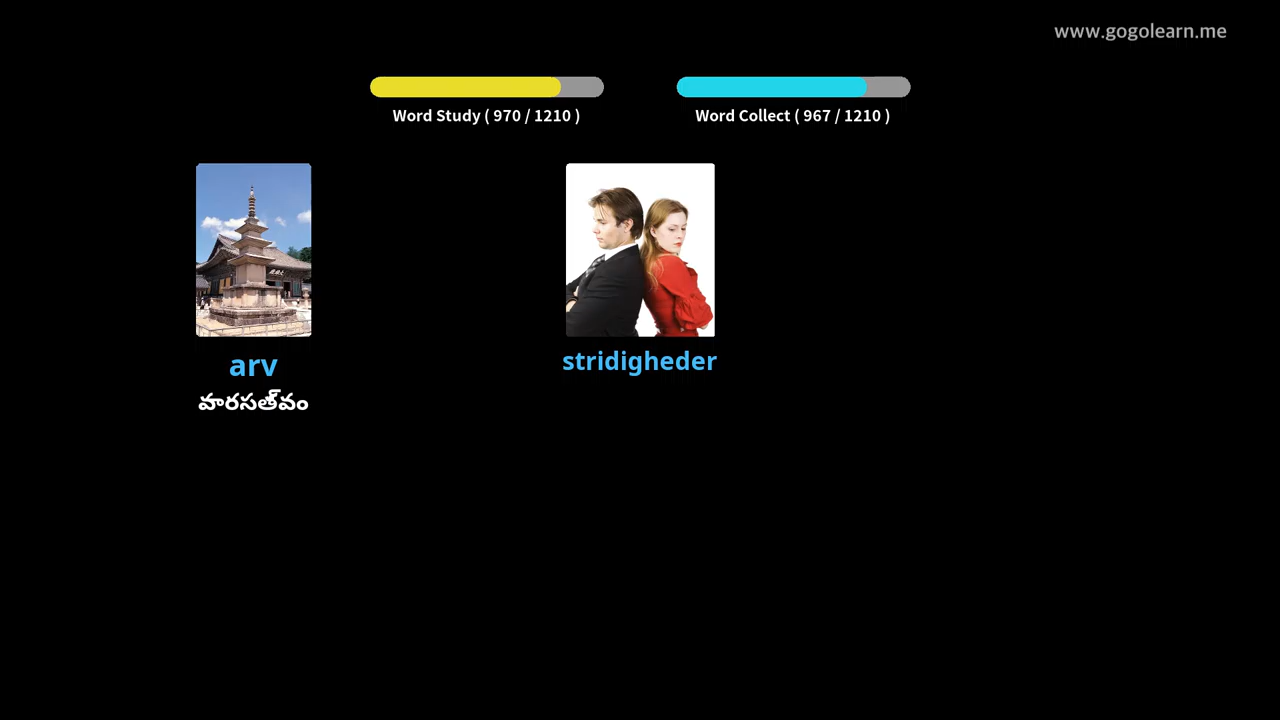 www.gogolearn.me
Word Study ( 970 / 1210 )
Word Collect ( 967 / 1210 )
arv
వారసత్‌వం
stridigheder